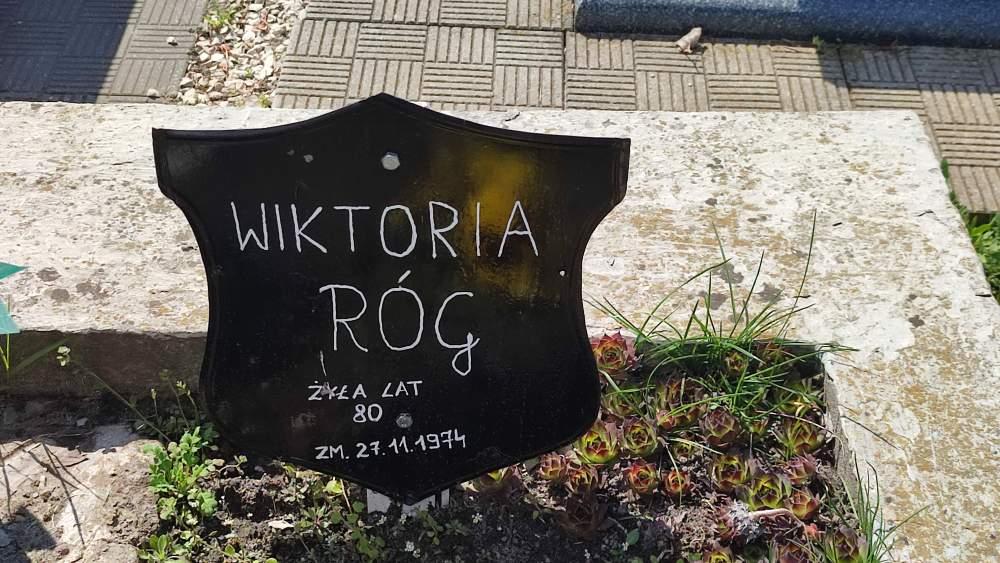 WIKTORIA
RÓG
ŻYŁA LAT
80
ZM. 27.11.1974